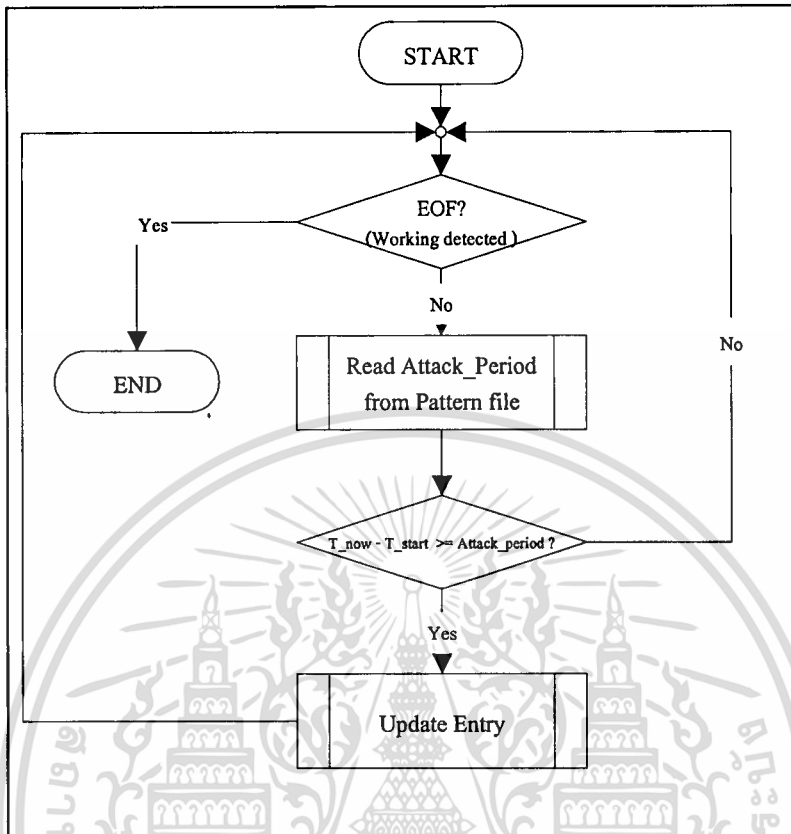 START
EOF?
(Working detected )
Yes
No
END
Read Attack_Period
from Pattern file
No
T_now - T_start >= Attack_period ?
Yes
Update Entry